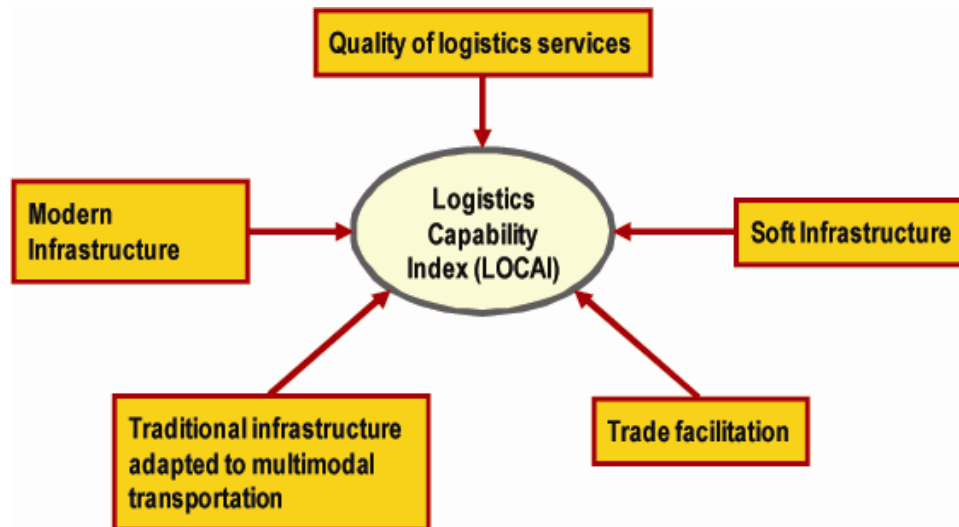 Quality of logistics services
Modern
Infrastructure
Logistics
Capability
Index (LOCAI)
Soft Infrastructure
Traditional infrastructure
adapted to multimodal
transportation
Trade facilitation